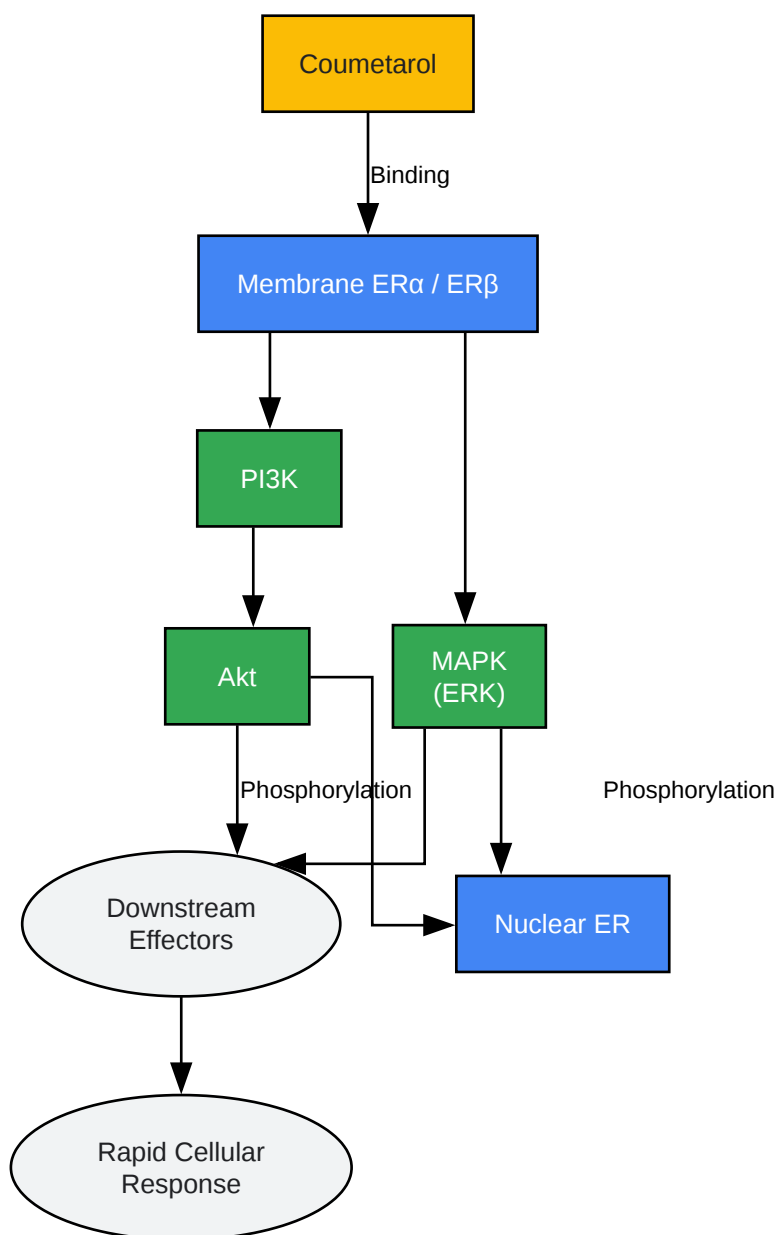 Coumetarol
Binding
Membrane ERα / ERβ
PI3K
Akt
MAPK
(ERK)
Phosphorylation
Phosphorylation
Downstream
Effectors
Nuclear ER
Rapid Cellular
Response